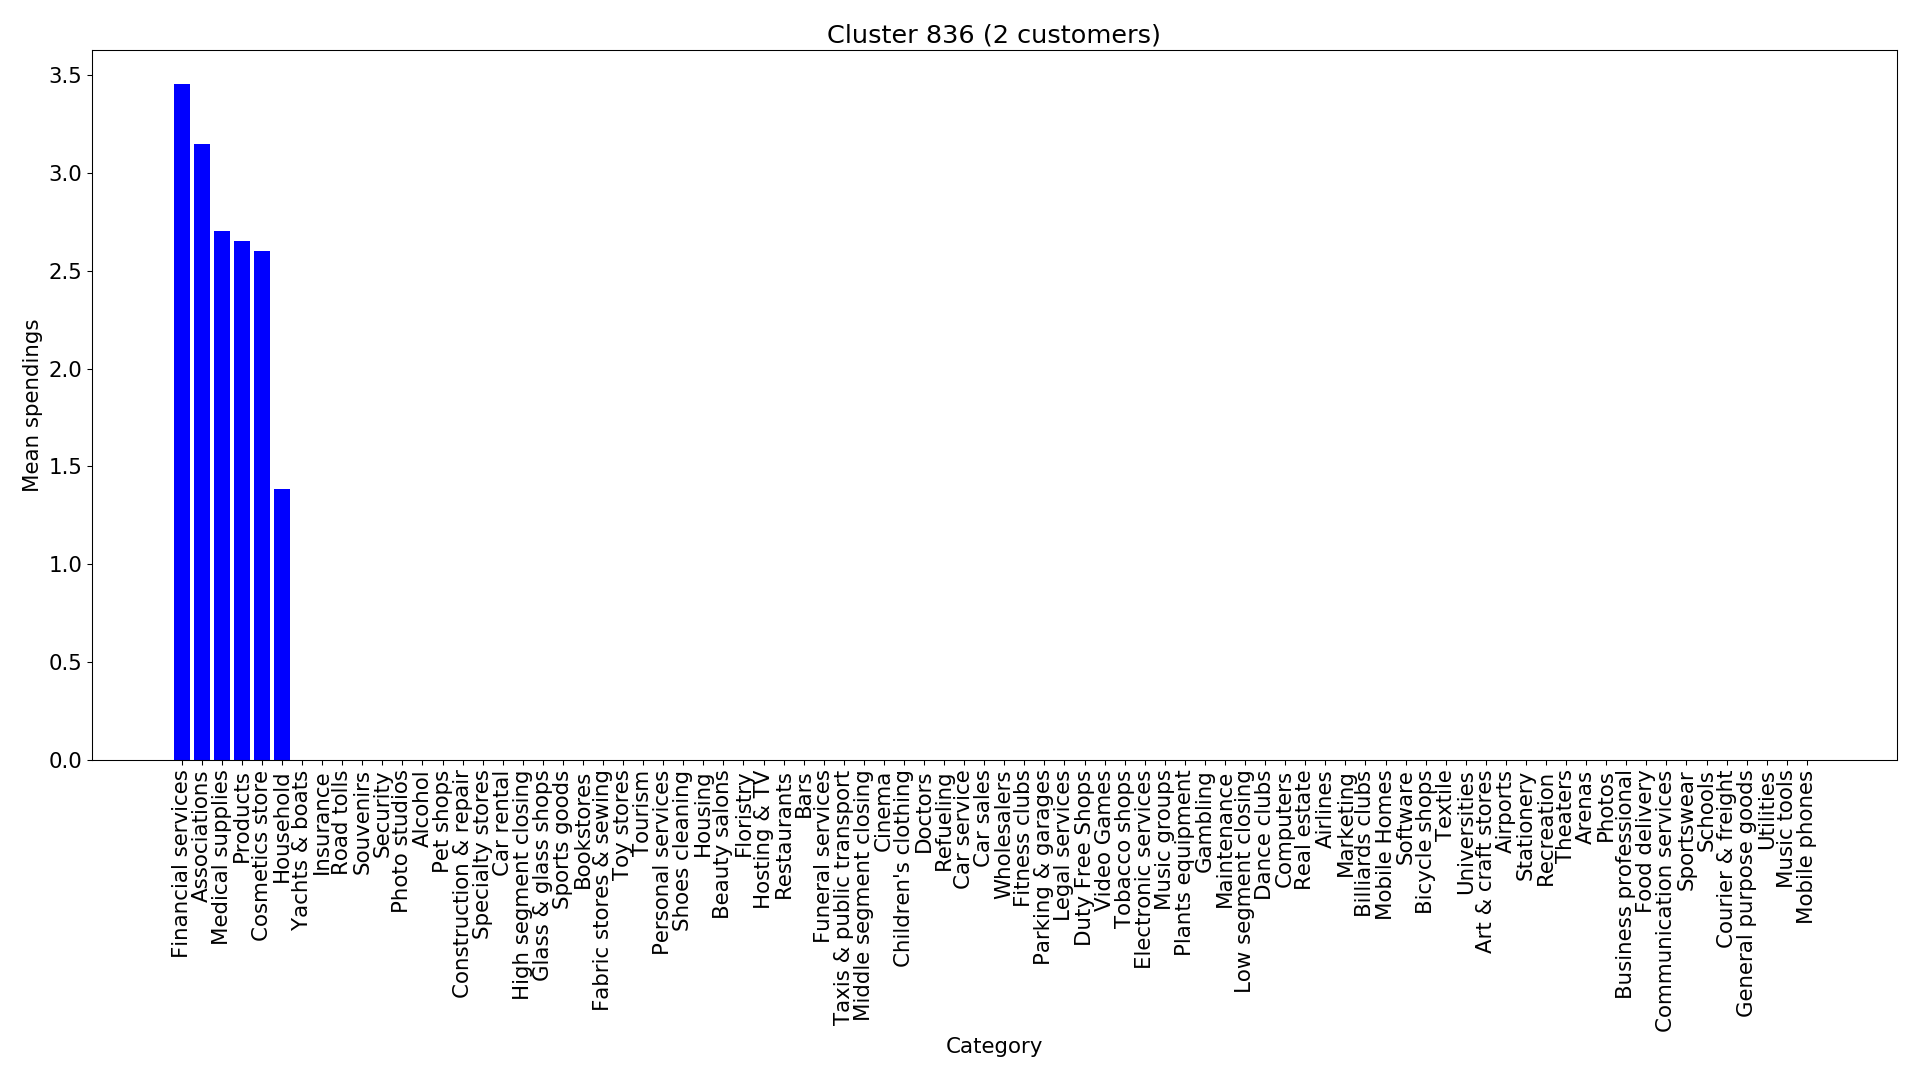 Cluster 836 (2 customers)
3.5
3.0
2.5
2.0
1.5
1.0
0.5
0.0
Mean spendings
Financial services
Associations
Medical supplies
Products
Cosmetics store
Household
Yachts & boats
Insurance
Road tolls
Souvenirs
Security
Photo studios
Alcohol
Pet shops
Construction & repair
Specialty stores
Car rental
High segment closing
Glass & glass shops
Sports goods
Bookstores
Fabric stores & sewing
Toy stores
Tourism
Personal services
Shoes cleaning
Housing
Beauty salons
Floristry
Hosting & TV
Restaurants
Bars
Funeral services
Taxis & public transport
Middle segment closing
Cinema
Children's clothing
Doctors
Refueling
Car service
Car sales
Wholesalers
Fitness clubs
Parking & garages
Legal services
Duty Free Shops
Video Games
Tobacco shops
Electronic services
Music groups
Plants equipment
Gambling
Maintenance
Low segment closing
Dance clubs
Computers
Real estate
Airlines
Marketing
Billiards clubs
Mobile Homes
Software
Bicycle shops
Textile
Universities
Art & craft stores
Airports
Stationery
Recreation
Theaters
Arenas
Photos
Business professional
Food delivery
Communication services
Sportswear
Schools
Courier & freight
General purpose goods
Utilities
Music tools
Mobile phones
Category